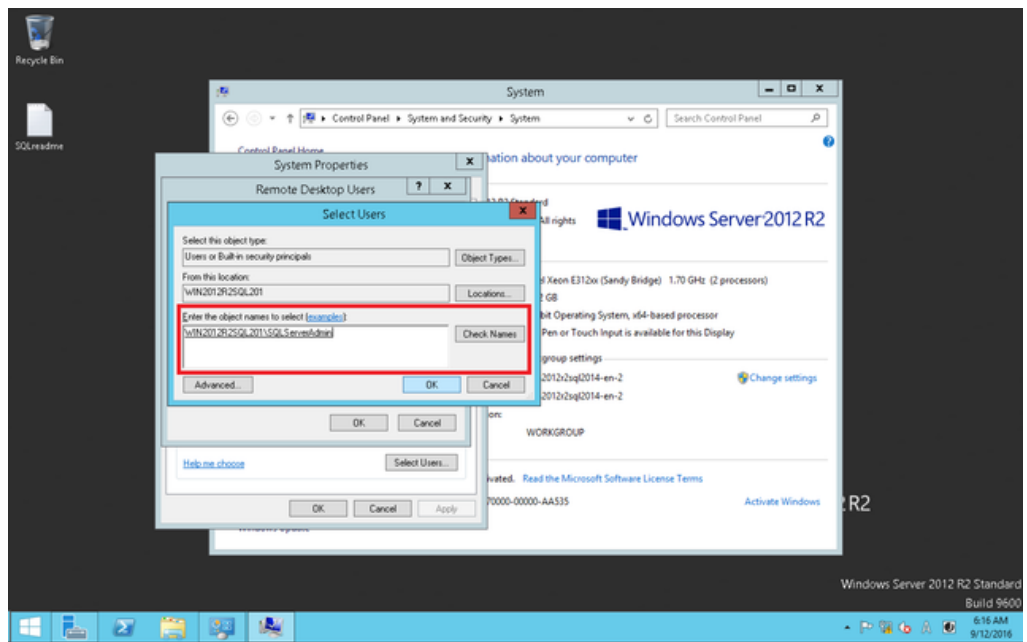 Recycle Bin
SQLreadme
System
Control Panel ▸ System and Security ▸ System
Search Control Panel
Control Panel Home
System Properties
Remote Desktop Users
Select Users
Select this object type:
Users or Built-in security principals
Object Types...
From this location:
WIN2012R2SQL201
Locations...
Enter the object names to select (examples):
WIN2012R2SQL201\SQLServerAdmin
Check Names
Advanced...
OK
Cancel
OK
Cancel
Help me choose
Select Users...
OK
Cancel
Apply
about your computer
All rights
Windows Server 2012 R2
Xeon E312xx (Sandy Bridge) 1.70 GHz (2 processors)
GB
Operating System, x64-based processor
Pen or Touch Input is available for this Display
group settings
2012r2sql2014-en-2
Change settings
2012r2sql2014-en-2
WORKGROUP
Read the Microsoft Software License Terms
70000-00000-AA535
Activate Windows
R2
Windows Server 2012 R2 Standard
Build 9600
6:16 AM
9/12/2016